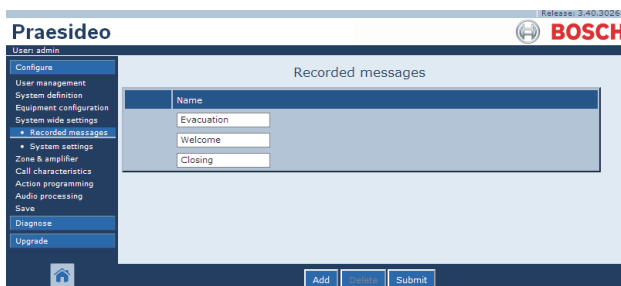 Release: 3.40.3026
Praesideo
BOSCH
User: admin
Configure
User management
System definition
Equipment configuration
System wide settings
• Recorded messages
• System settings
Zone & amplifier
Call characteristics
Action programming
Audio processing
Save
Diagnose
Upgrade
Recorded messages
Name
Evacuation
Welcome
Closing
Add Delete Submit